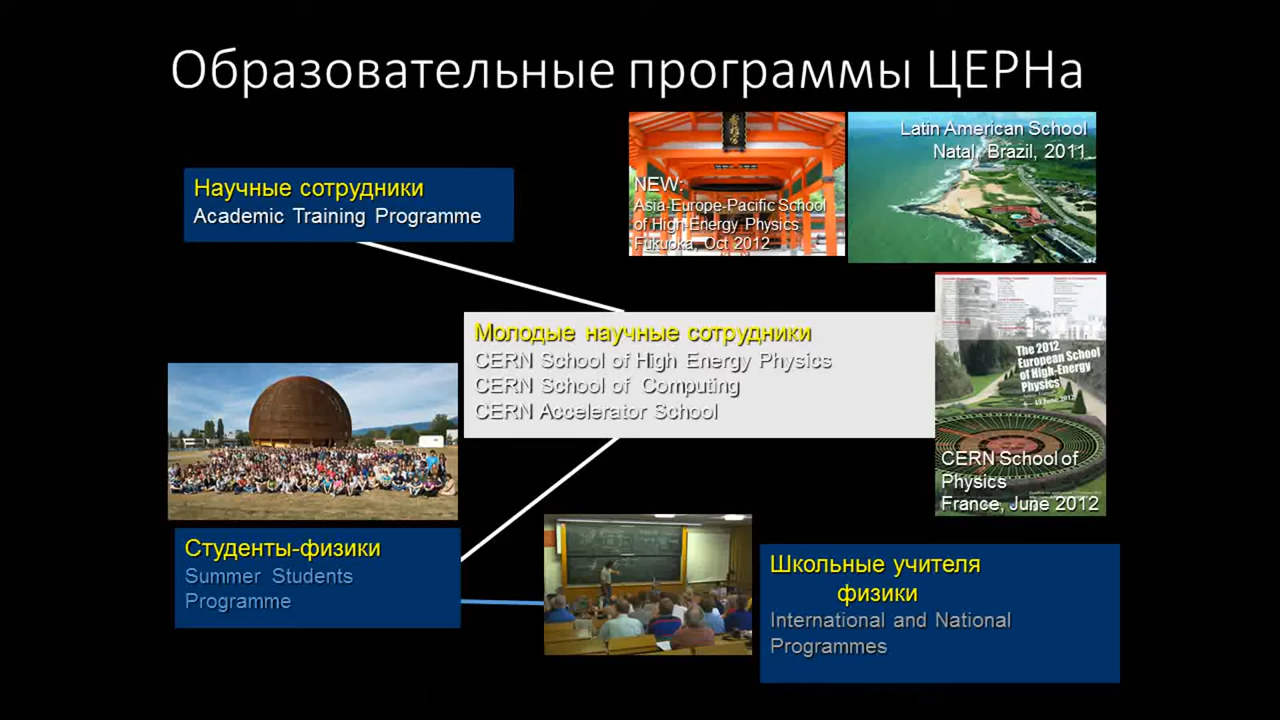 Образовательные программы ЦЕРНа
Latin American School
Natal, Brazil, 2011
NEW:
Asia-Europe-Pacific School
of High-Energy Physics
Fukuoka, Oct 2012
Научные сотрудники
Academic Training Programme
Молодые научные сотрудники
CERN School of High Energy Physics
CERN School of Computing
CERN Accelerator School
The 2012
European School
of High-Energy
Physics
CERN School of
Physics
France, June 2012
Студенты-физики
Summer Students
Programme
Школьные учителя
физики
International and National
Programmes